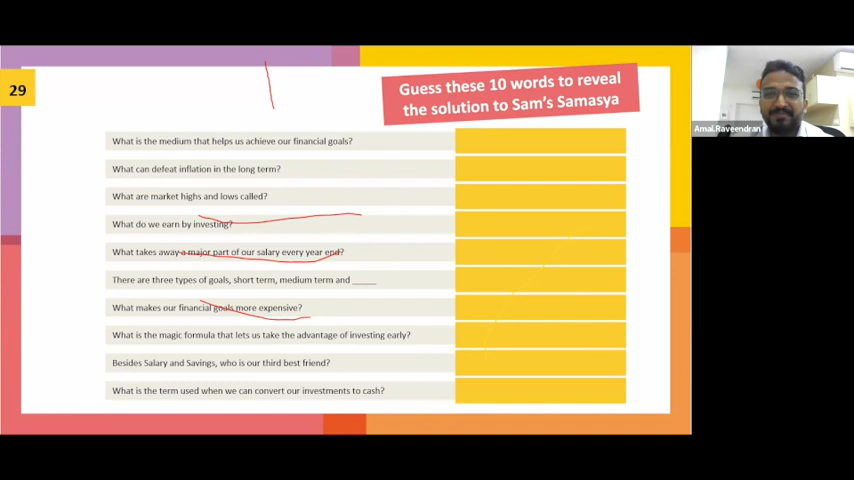 29
Guess these 10 words to reveal
the solution to Sam's Samasya
What is the medium that helps us achieve our financial goals?
What can defeat inflation in the long term?
What are market highs and lows called?
What do we earn by investing?
What takes away a major part of our salary every year end?
There are three types of goals, short term, medium term and _____
What makes our financial goals more expensive?
What is the magic formula that lets us take the advantage of investing early?
Besides Salary and Savings, who is our third best friend?
What is the term used when we can convert our investments to cash?
Amal.Raveendran